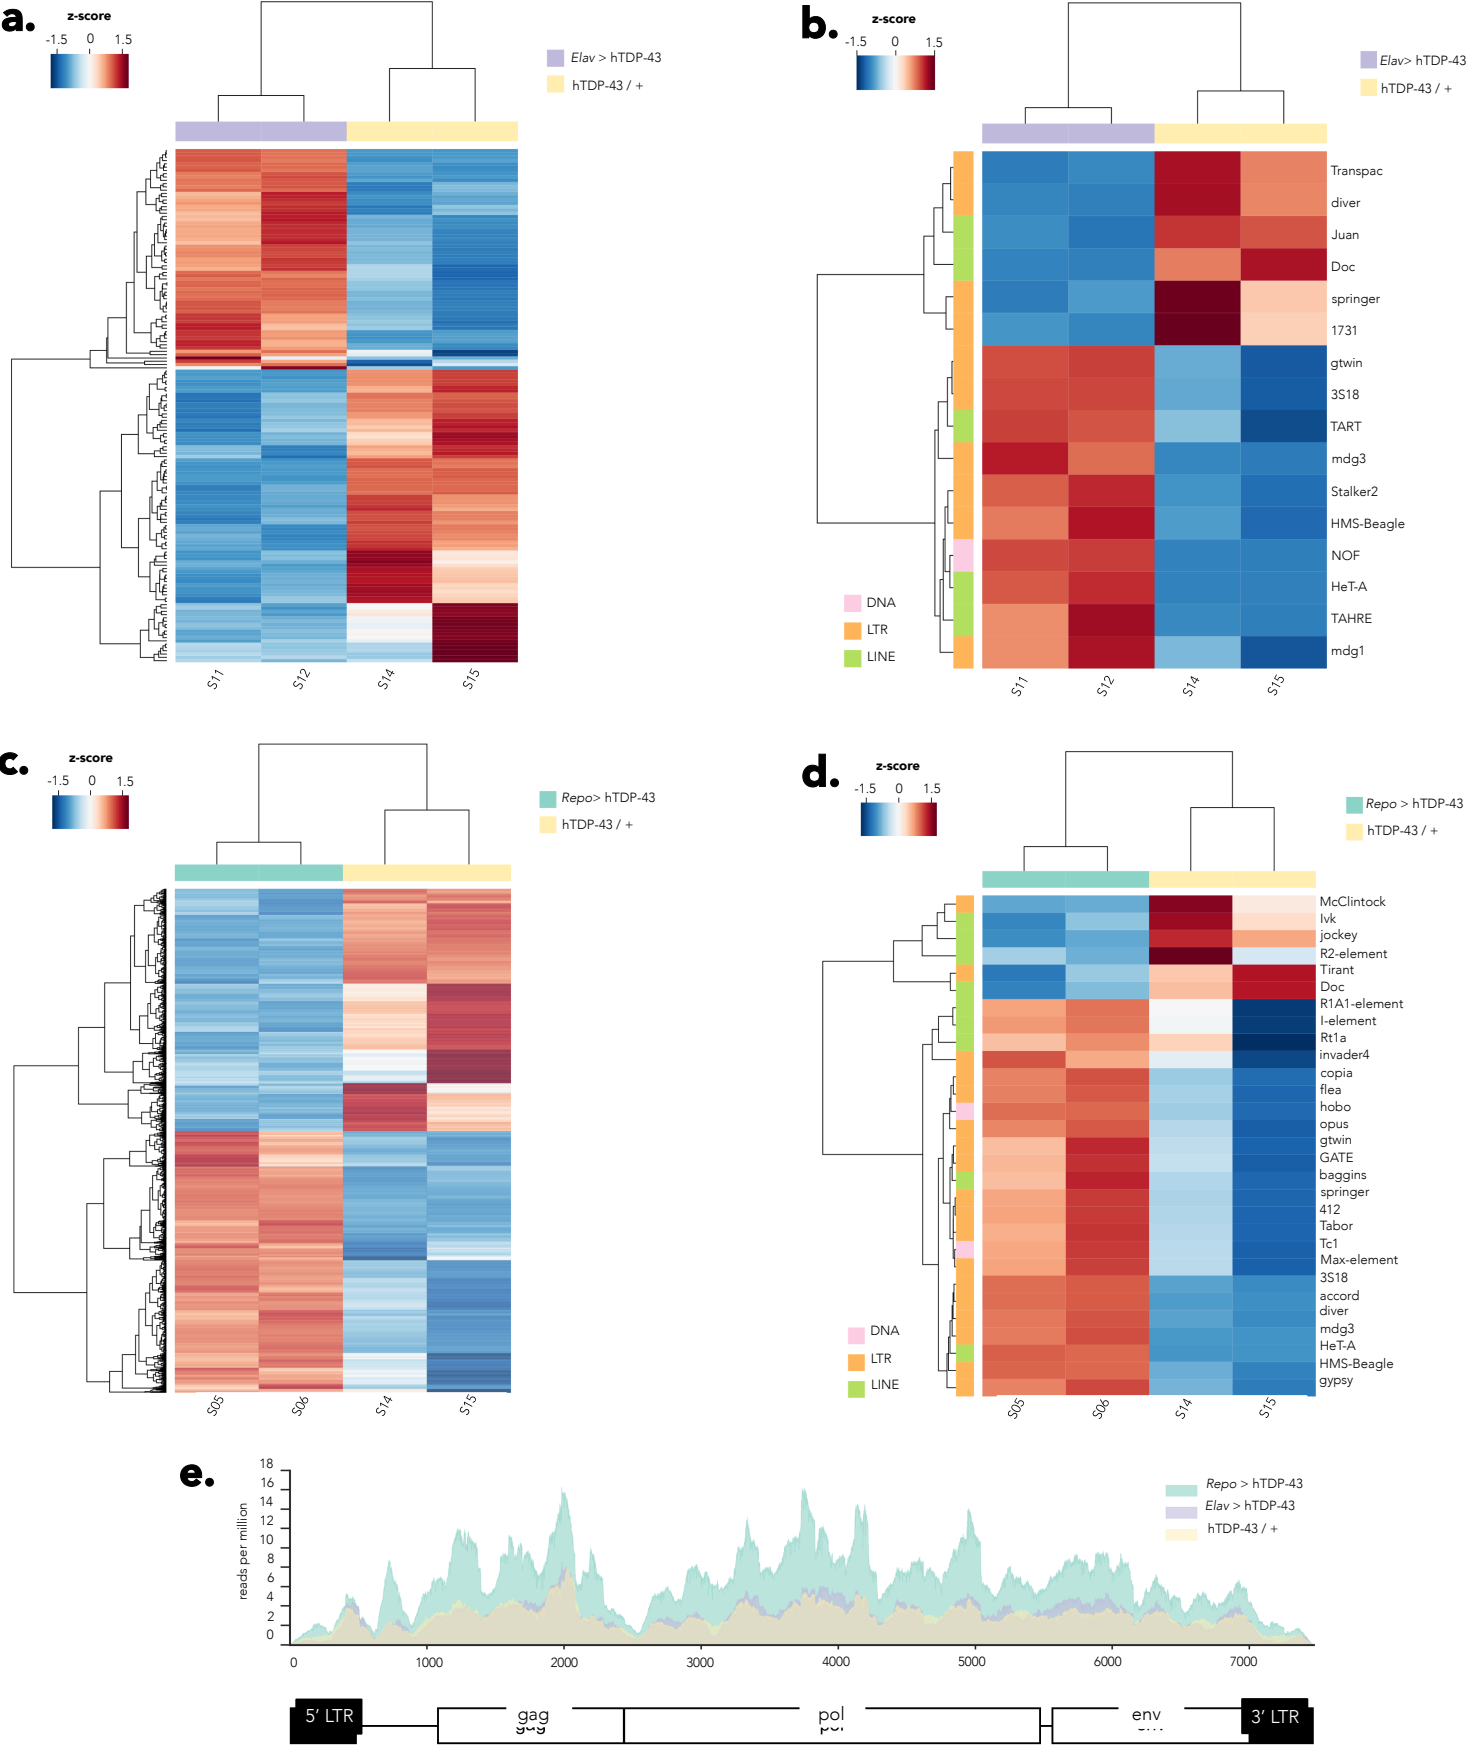 a.
z-score
-1.5 0 1.5
Elav > hTDP-43
hTDP-43 / +
S11 S12 S14 S15
b.
z-score
-1.5 0 1.5
Elav> hTDP-43
hTDP-43 / +
Transpac
diver
Juan
Doc
springer
1731
gtwin
3S18
TART
mdg3
Stalker2
HMS-Beagle
NOF
HeT-A
TAHRE
mdg1
DNA
LTR
LINE
S11 S12 S14 S15
c.
z-score
-1.5 0 1.5
Repo> hTDP-43
hTDP-43 / +
S05 S06 S14 S15
d.
z-score
-1.5 0 1.5
Repo > hTDP-43
hTDP-43 / +
McClintock
Ivk
jockey
R2-element
Tirant
Doc
R1A1-element
I-element
Rt1a
invader4
copia
flea
hobo
opus
gtwin
GATE
baggins
springer
412
Tabor
Tc1
Max-element
3S18
accord
diver
mdg3
HeT-A
HMS-Beagle
gypsy
DNA
LTR
LINE
S05 S06 S14 S15
e.
reads per million
18
16
14
12
10
8
6
4
2
0
Repo > hTDP-43
Elav > hTDP-43
hTDP-43 / +
0 1000 2000 3000 4000 5000 6000 7000
5' LTR gag pol env 3' LTR